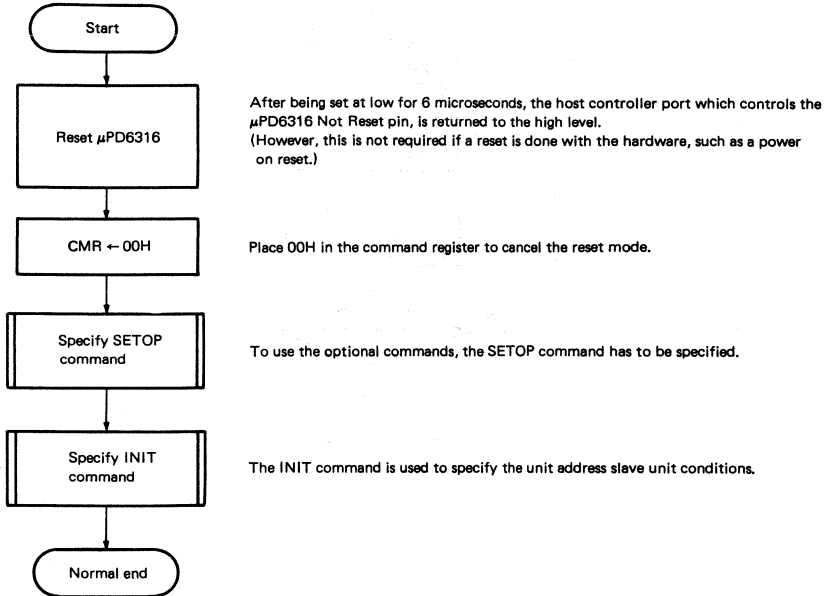 Start
Reset μPD6316
After being set at low for 6 microseconds, the host controller port which controls the
μPD6316 Not Reset pin, is returned to the high level.
(However, this is not required if a reset is done with the hardware, such as a power
on reset.)
CMR ← 00H
Place 00H in the command register to cancel the reset mode.
Specify SETOP
command
To use the optional commands, the SETOP command has to be specified.
Specify INIT
command
The INIT command is used to specify the unit address slave unit conditions.
Normal end